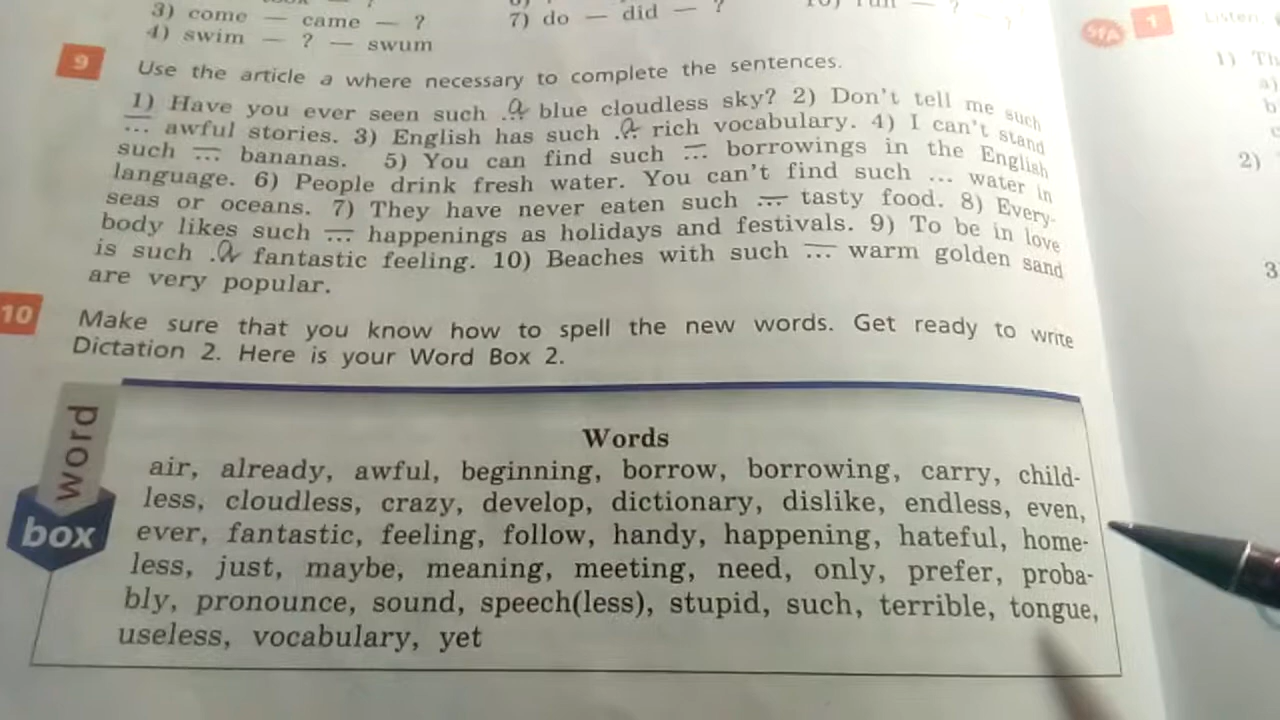 3) come — came — ?
7) do — did — ?
4) swim — ? — swum
9 Use the article a where necessary to complete the sentences.
1) Have you ever seen such a blue cloudless sky? 2) Don't tell me such
... awful stories. 3) English has such a rich vocabulary. 4) I can't stand
such ... bananas. 5) You can find such ... borrowings in the English
language. 6) People drink fresh water. You can't find such ... water in
seas or oceans. 7) They have never eaten such ... tasty food. 8) Every-
body likes such ... happenings as holidays and festivals. 9) To be in love
is such a fantastic feeling. 10) Beaches with such ... warm golden sand
are very popular.
10 Make sure that you know how to spell the new words. Get ready to write
Dictation 2. Here is your Word Box 2.
word
box
Words
air, already, awful, beginning, borrow, borrowing, carry, child-
less, cloudless, crazy, develop, dictionary, dislike, endless, even,
ever, fantastic, feeling, follow, handy, happening, hateful, home-
less, just, maybe, meaning, meeting, need, only, prefer, proba-
bly, pronounce, sound, speech(less), stupid, such, terrible, tongue,
useless, vocabulary, yet
1
Listen
1) Th
a)
b
2)
3